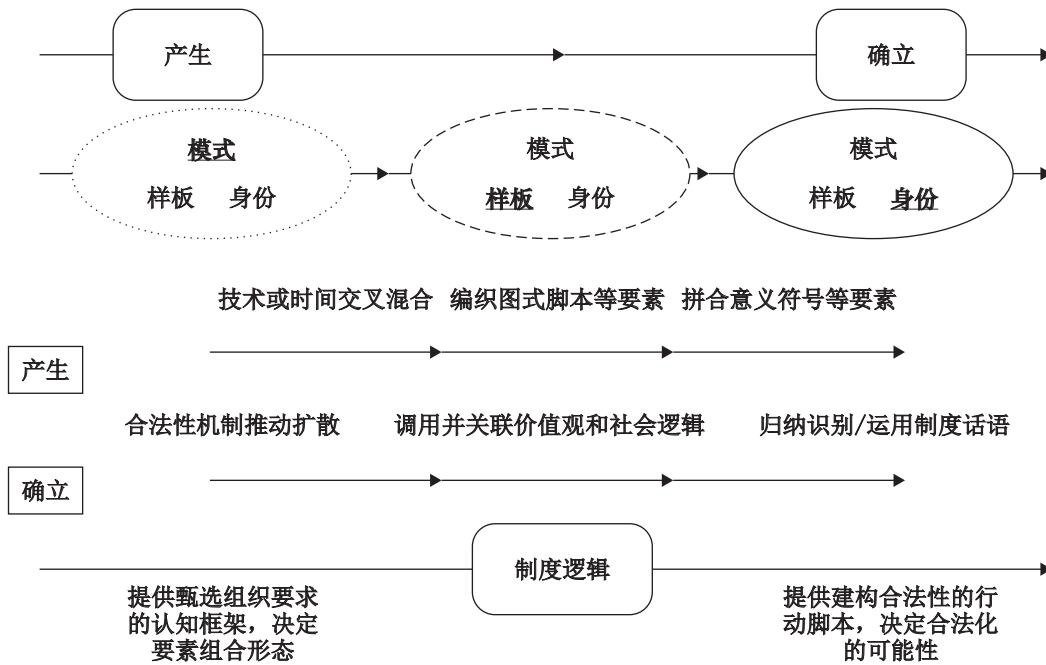 产生
确立
模式
样板 身份
模式
样板 身份
模式
样板 身份
技术或时间交叉混合 编织图式脚本等要素 拼合意义符号等要素
产生
合法性机制推动扩散 调用并关联价值观和社会逻辑 归纳识别/运用制度话语
确立
制度逻辑
提供甄选组织要求
的认知框架，决定
要素组合形态
提供建构合法性的行
动脚本，决定合法化
的可能性